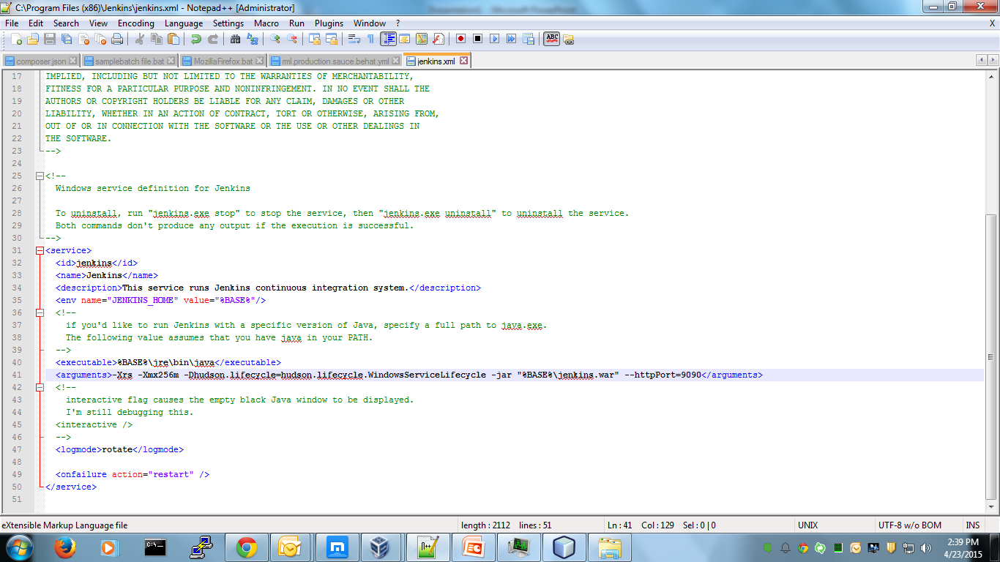 C:\Program Files (x86)\Jenkins\jenkins.xml - Notepad++ [Administrator]
File Edit Search View Encoding Language Settings Macro Run Plugins Window ? X
ABC
composer.json samplebatch file.bat MozillaFirefox.bat rml.production.sauce.behat.yml jenkins.xml
17 IMPLIED, INCLUDING BUT NOT LIMITED TO THE WARRANTIES OF MERCHANTABILITY,
18 FITNESS FOR A PARTICULAR PURPOSE AND NONINFRINGEMENT. IN NO EVENT SHALL THE
19 AUTHORS OR COPYRIGHT HOLDERS BE LIABLE FOR ANY CLAIM, DAMAGES OR OTHER
20 LIABILITY, WHETHER IN AN ACTION OF CONTRACT, TORT OR OTHERWISE, ARISING FROM,
21 OUT OF OR IN CONNECTION WITH THE SOFTWARE OR THE USE OR OTHER DEALINGS IN
22 THE SOFTWARE.
23 -->
24
25 <!--
26 Windows service definition for Jenkins
27
28 To uninstall, run "jenkins.exe stop" to stop the service, then "jenkins.exe uninstall" to uninstall the service.
29 Both commands don't produce any output if the execution is successful.
30 -->
31 <service>
32 <id>jenkins</id>
33 <name>Jenkins</name>
34 <description>This service runs Jenkins continuous integration system.</description>
35 <env name="JENKINS_HOME" value="%BASE%"/>
36 <!--
37 if you'd like to run Jenkins with a specific version of Java, specify a full path to java.exe.
38 The following value assumes that you have java in your PATH.
39 -->
40 <executable>%BASE%\jre\bin\java</executable>
41 <arguments>-Xrs -Xmx256m -Dhudson.lifecycle=hudson.lifecycle.WindowsServiceLifecycle -jar "%BASE%\jenkins.war" --httpPort=9090</arguments>
42 <!--
43 interactive flag causes the empty black Java window to be displayed.
44 I'm still debugging this.
45 <interactive />
46 -->
47 <logmode>rotate</logmode>
48
49 <onfailure action="restart" />
50 </service>
51
eXtensible Markup Language file length : 2112 lines : 51 Ln : 41 Col : 129 Sel : 0 | 0 UNIX UTF-8 w/o BOM INS
2:39 PM
4/23/2015